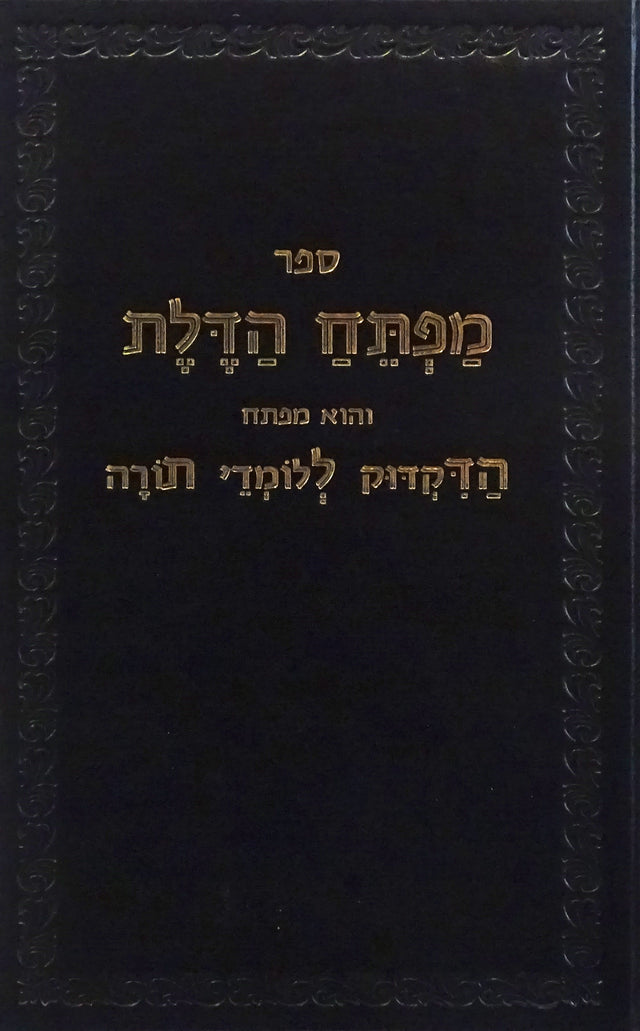 ספר
מַפְתֵּחַ הַדֶּלֶת
והוא מפתח
הַדִּקְדּוּק לְלוֹמְדֵי תוֹרָה